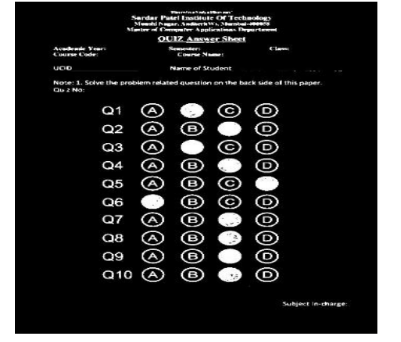 Sardar Patel Institute Of Technology
Munshi Nagar, Andheri(W), Mumbai-400058
Master of Computer Applications Department
QUIZ Answer Sheet
Academic Year: Semester: Class:
Course Code: Course Name:
UCID Name of Student
Note: 1. Solve the problem related question on the back side of this paper.
No:
Q1 A C D
Q2 A B D
Q3 A C D
Q4 A B D
Q5 A B C
Q6 B C D
Q7 A B D
Q8 A B D
Q9 A B D
Q10 A B D
Subject In-charge: